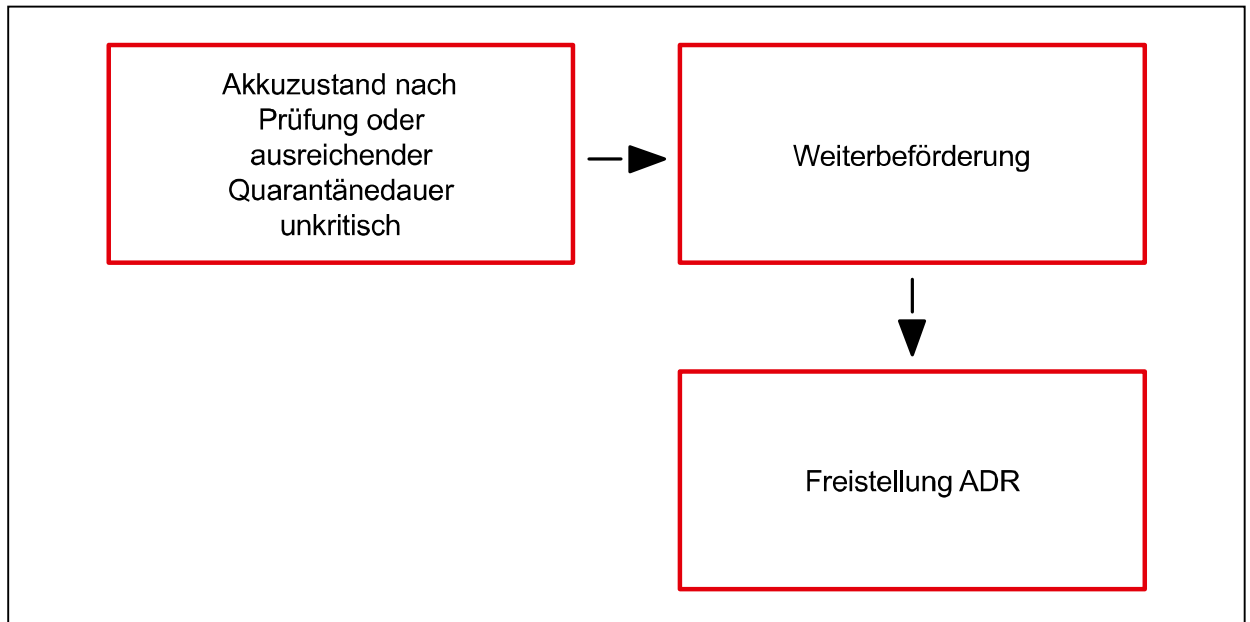 Akkuzustand nach
Prüfung oder
ausreichender
Quarantänedauer
unkritisch
Weiterbeförderung
Freistellung ADR